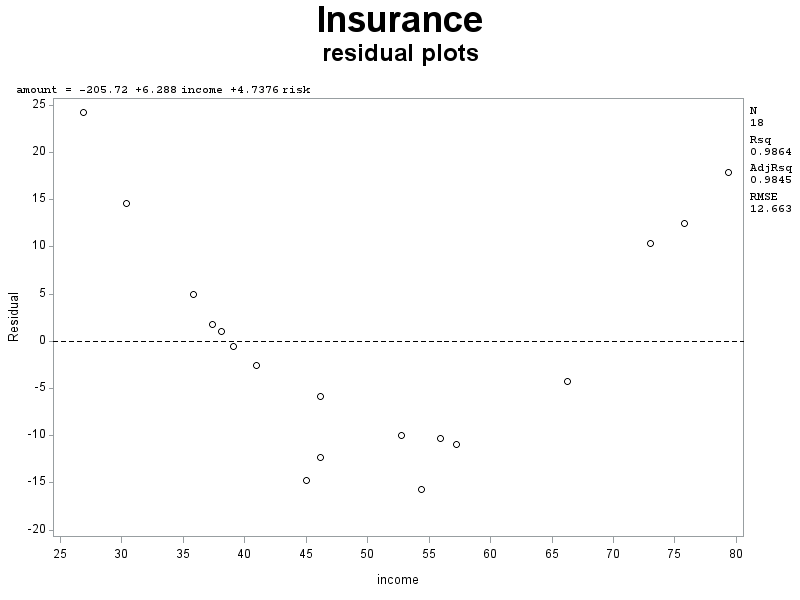 Insurance
residual plots
amount = -205.72 +6.288 income +4.7376 risk
N
18
Rsq
0.9864
AdjRsq
0.9845
RMSE
12.663
25
20
15
10
5
0
-5
-10
-15
-20
Residual
25 30 35 40 45 50 55 60 65 70 75 80
income